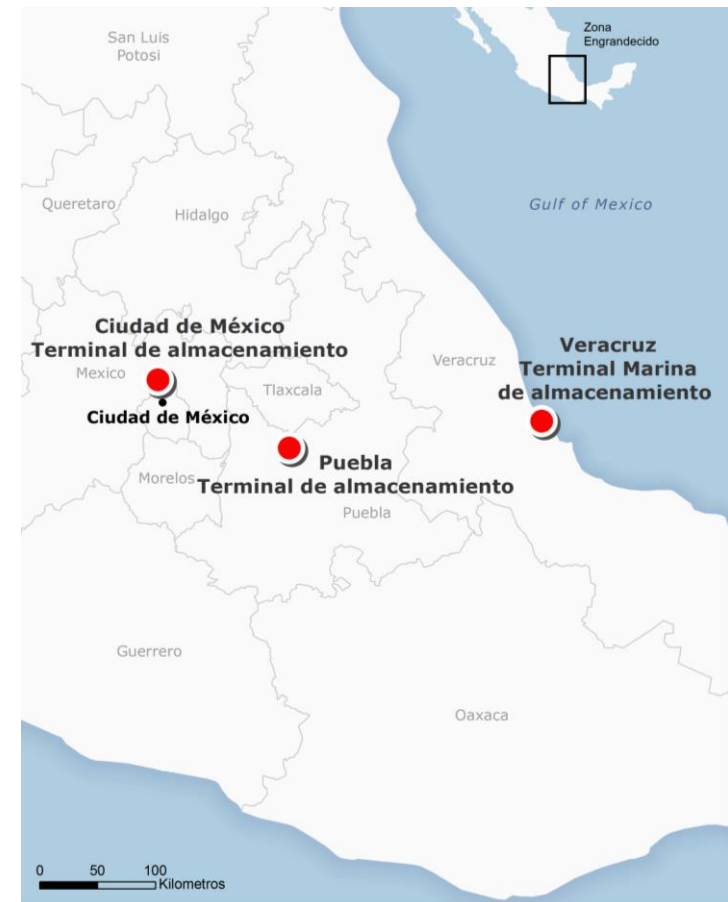 San Luis
Potosi
Zona
Engrandecido
Queretaro
Hidalgo
Gulf of Mexico
Ciudad de México
Terminal de almacenamiento
Mexico
Ciudad de México
Tlaxcala
Veracruz
Veracruz
Terminal Marina
de almacenamiento
Morelos
Puebla
Terminal de almacenamiento
Puebla
Guerrero
Oaxaca
0 50 100
Kilometros